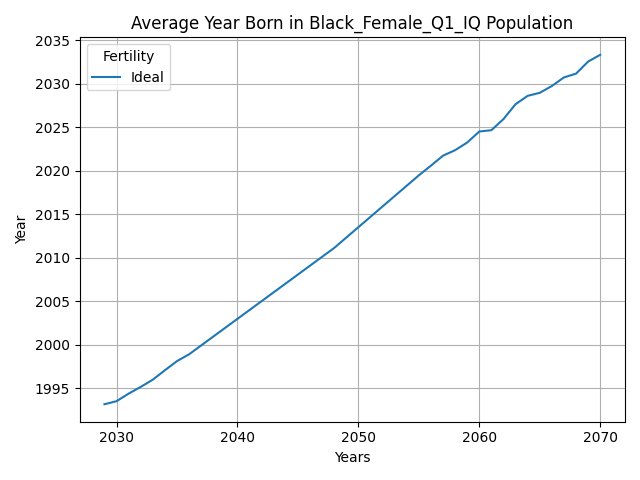 Average Year Born in Black_Female_Q1_IQ Population
Fertility
Ideal
2035
2030
2025
2020
2015
2010
2005
2000
1995
Year
2030 2040 2050 2060 2070
Years